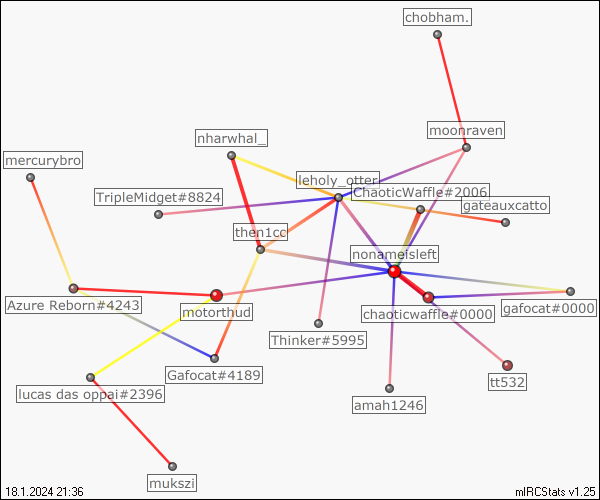 chobham.
moonraven
nharwhal_
mercurybro
leholy_otter
ChaoticWaffle#2006
TripleMidget#8824
gateauxcatto
then1cc
nonameisleft
Azure Reborn#4243
motorthud
chaoticwaffle#0000
gafocat#0000
Thinker#5995
Gafocat#4189
tt532
lucas das oppai#2396
amah1246
mukszi
18.1.2024 21:36
mIRCStats v1.25